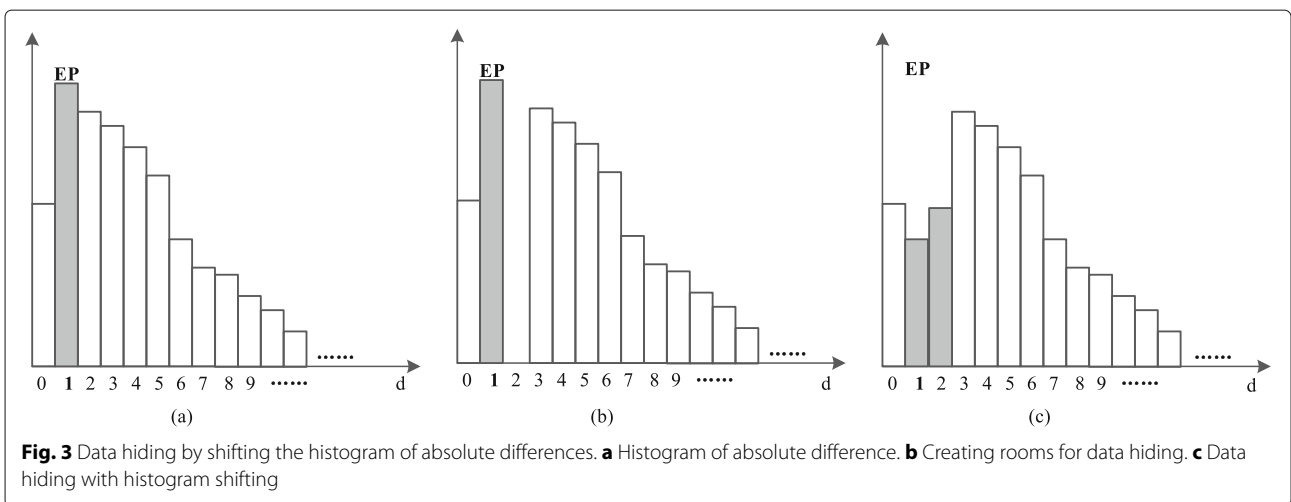 EP
0 1 2 3 4 5 6 7 8 9 ...... ...... d
(a)
EP
0 1 2 3 4 5 6 7 8 9 ...... ...... d
(b)
EP
0 1 2 3 4 5 6 7 8 9 ...... ...... d
(c)
Fig. 3 Data hiding by shifting the histogram of absolute differences. a Histogram of absolute difference. b Creating rooms for data hiding. c Data
hiding with histogram shifting